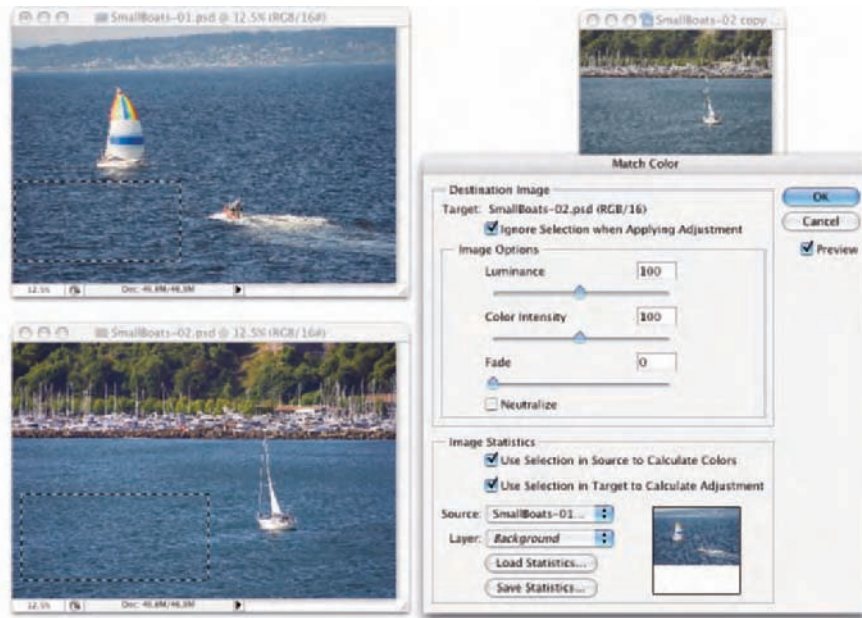 SmallBoats-01.psd @ 12.5% (RGB/16#)
12.5%
Doc: 46.8M/46.8M
SmallBoats-02.psd @ 12.5% (RGB/16#)
12.5%
Doc: 46.8M/46.8M
SmallBoats-02 copy ...
Match Color
Destination Image
Target: SmallBoats-02.psd (RGB/16)
Ignore Selection when Applying Adjustment
Image Options
Luminance 100
Color Intensity 100
Fade 0
Neutralize
OK
Cancel
Preview
Image Statistics
Use Selection in Source to Calculate Colors
Use Selection in Target to Calculate Adjustment
Source: SmallBoats-01...
Layer: Background
Load Statistics...
Save Statistics...